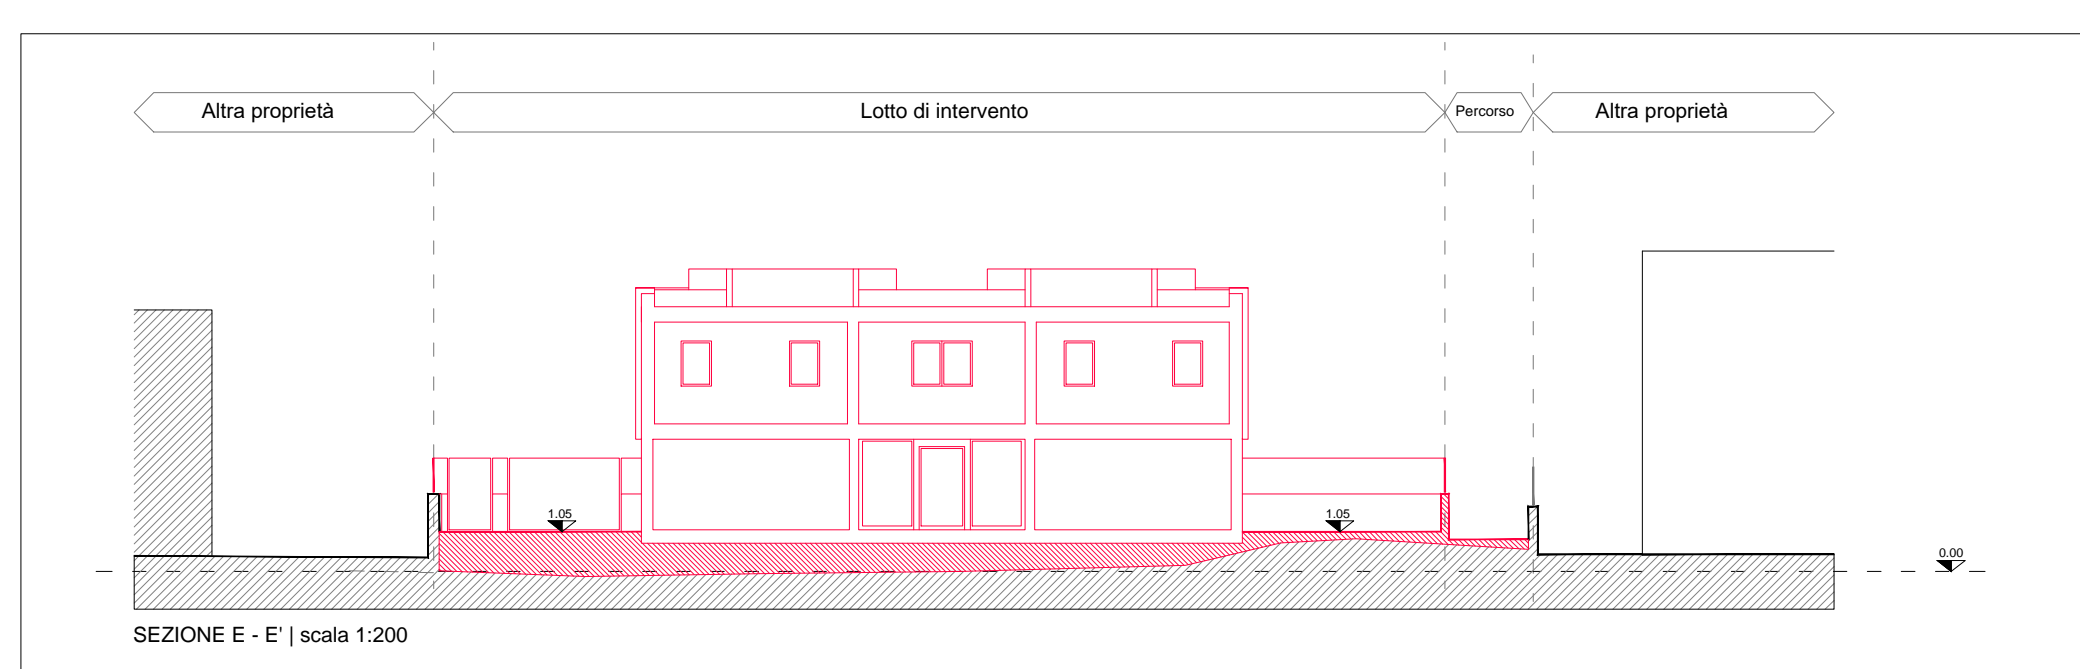 Altra proprietà
Lotto di intervento
Percorso
Altra proprietà
1.05
1.05
0.00
SEZIONE E - E' | scala 1:200